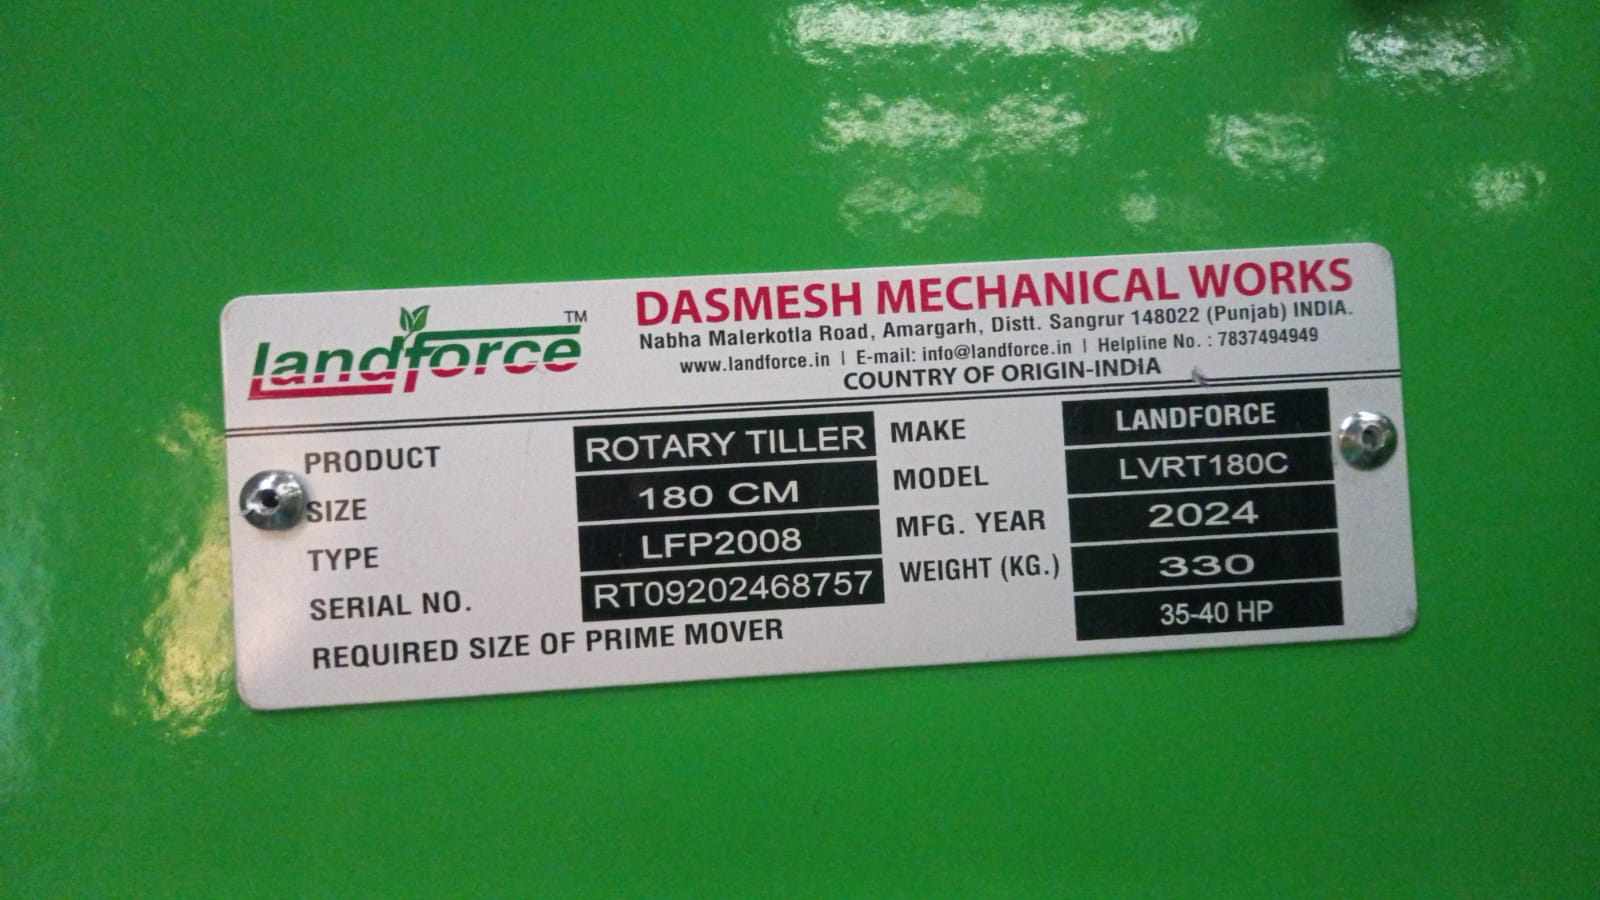 landforce TM
DASMESH MECHANICAL WORKS
Nabha Malerkotla Road, Amargarh, Distt. Sangrur 148022 (Punjab) INDIA.
www.landforce.in | E-mail: info@landforce.in | Helpline No. : 7837494949
COUNTRY OF ORIGIN-INDIA
PRODUCT ROTARY TILLER MAKE LANDFORCE
SIZE 180 CM MODEL LVRT180C
TYPE LFP2008 MFG. YEAR 2024
SERIAL NO. RT09202468757 WEIGHT (KG.) 330
REQUIRED SIZE OF PRIME MOVER 35-40 HP